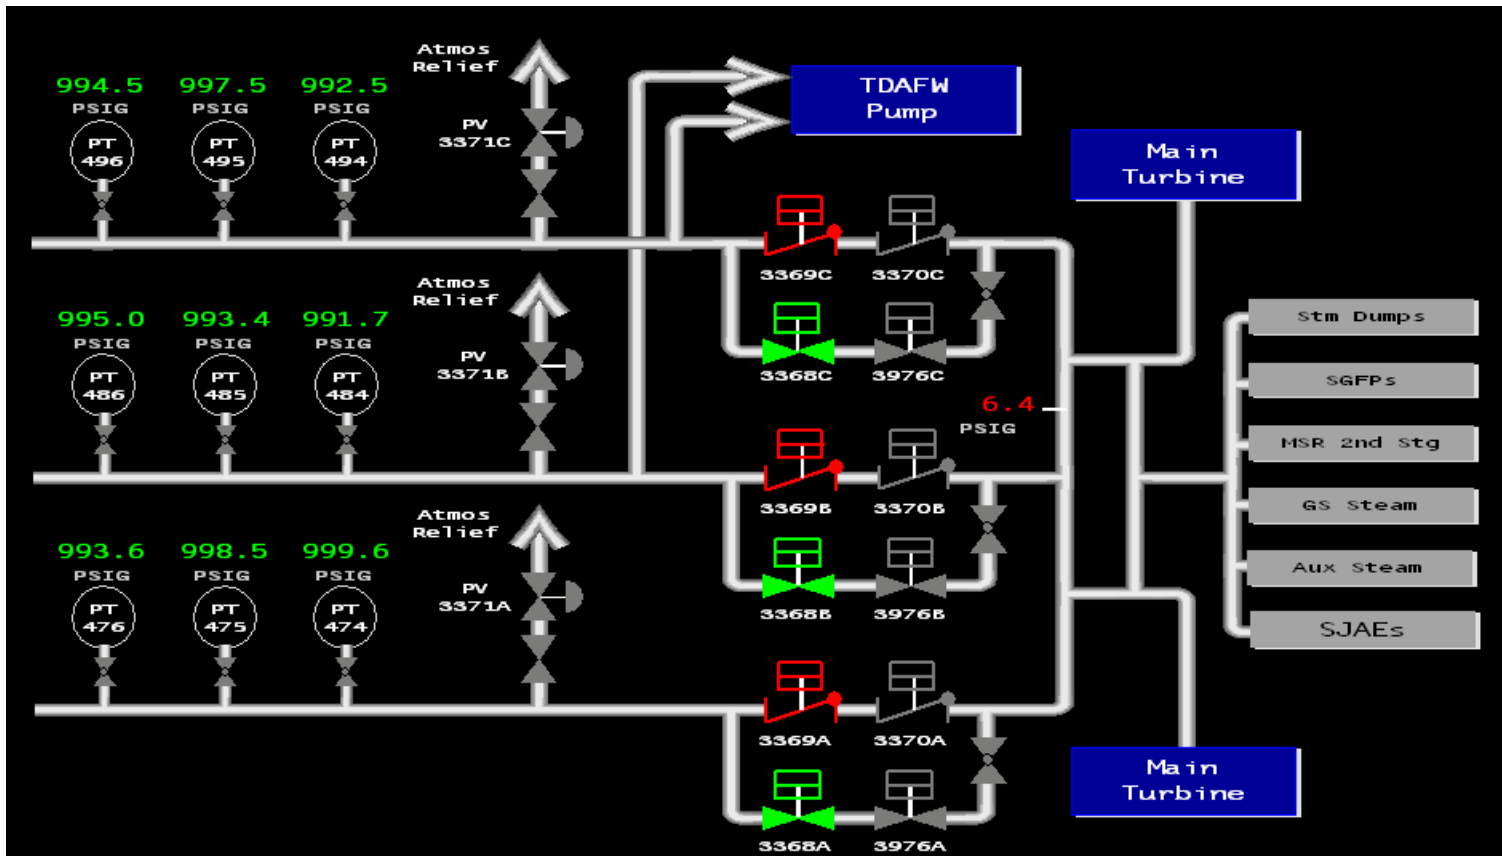 Atmos
Relief
994.5 997.5 992.5
PSIG PSIG PSIG
TDAFW
Pump
PV
3371C
PT
496
PT
495
PT
494
Main
Turbine
3369C 3370C
Atmos
Relief
995.0 993.4 991.7
PSIG PSIG PSIG
Stm Dumps
PV
3371B
PT
486
PT
485
PT
484
3368C 3976C
SGFPs
6.4
PSIG
MSR 2nd Stg
3369B 3370B
GS Steam
Atmos
Relief
993.6 998.5 999.6
PSIG PSIG PSIG
Aux Steam
PV
3371A
PT
476
PT
475
PT
474
3368B 3976B
SJAEs
3369A 3370A
Main
Turbine
3368A 3976A